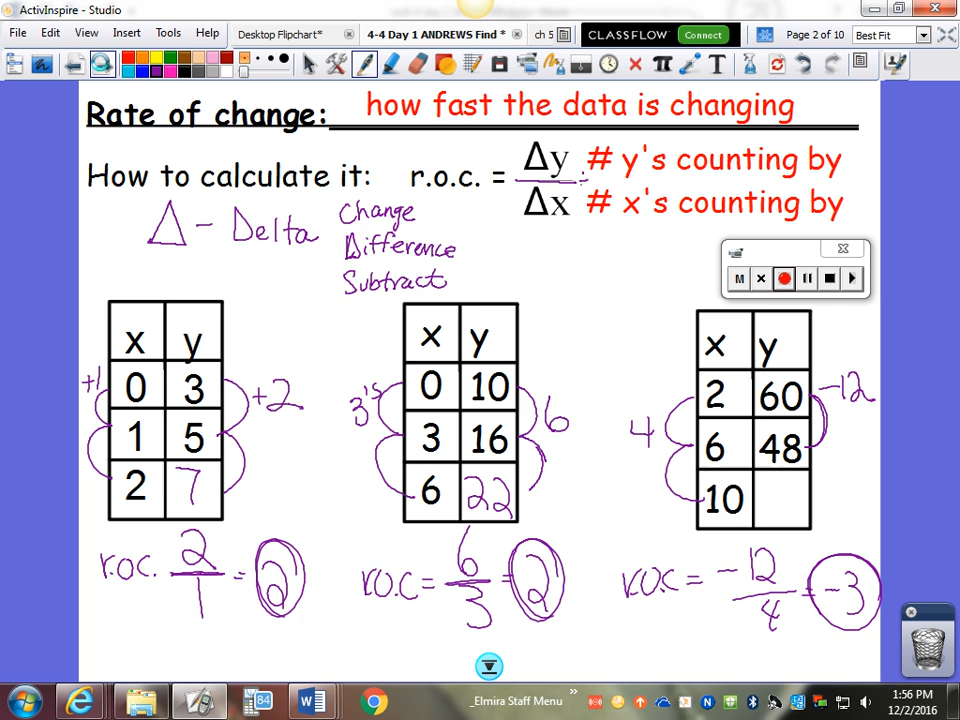 ActivInspire - Studio
File Edit View Insert Tools Help
Desktop Flipchart*
4-4 Day 1 ANDREWS Find *
ch 5
CLASSFLOW Connect
Page 2 of 10
Best Fit
Rate of change: how fast the data is changing
How to calculate it: r.o.c. = Δy # y's counting by
Δx # x's counting by
Δ - Delta
Change
Difference
Subtract
M
x y
0 3
1 5
2 7
+1
+2
r.o.c. 2/1 = 2
x y
0 10
3 16
6 22
3's
6
r.o.c = 6/3 = 2
x y
2 60
6 48
10
4
-12
r.o.c = -12/4 = -3
84
_Elmira Staff Menu
»
1:56 PM
12/2/2016